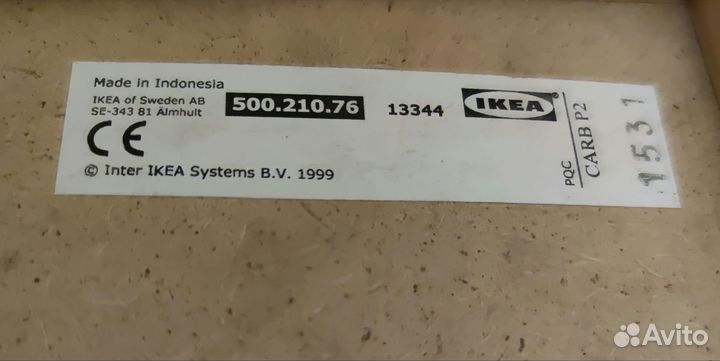 Made in Indonesia
IKEA of Sweden AB
SE-343 81 Älmhult
500.210.76
13344
IKEA®
CE
© Inter IKEA Systems B.V. 1999
PQC
CARB P2
1531
Avito